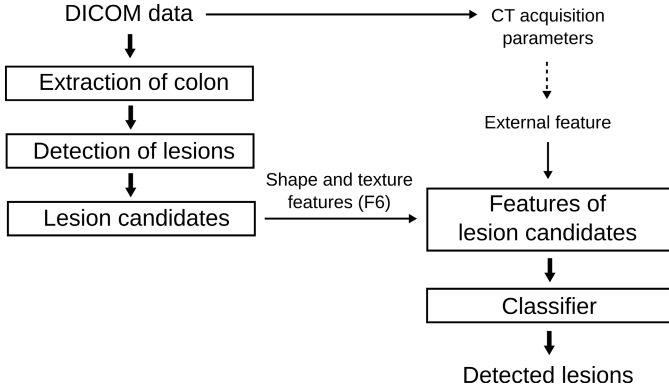 DICOM data
CT acquisition
parameters
Extraction of colon
External feature
Detection of lesions
Shape and texture
features (F6)
Lesion candidates
Features of
lesion candidates
Classifier
Detected lesions